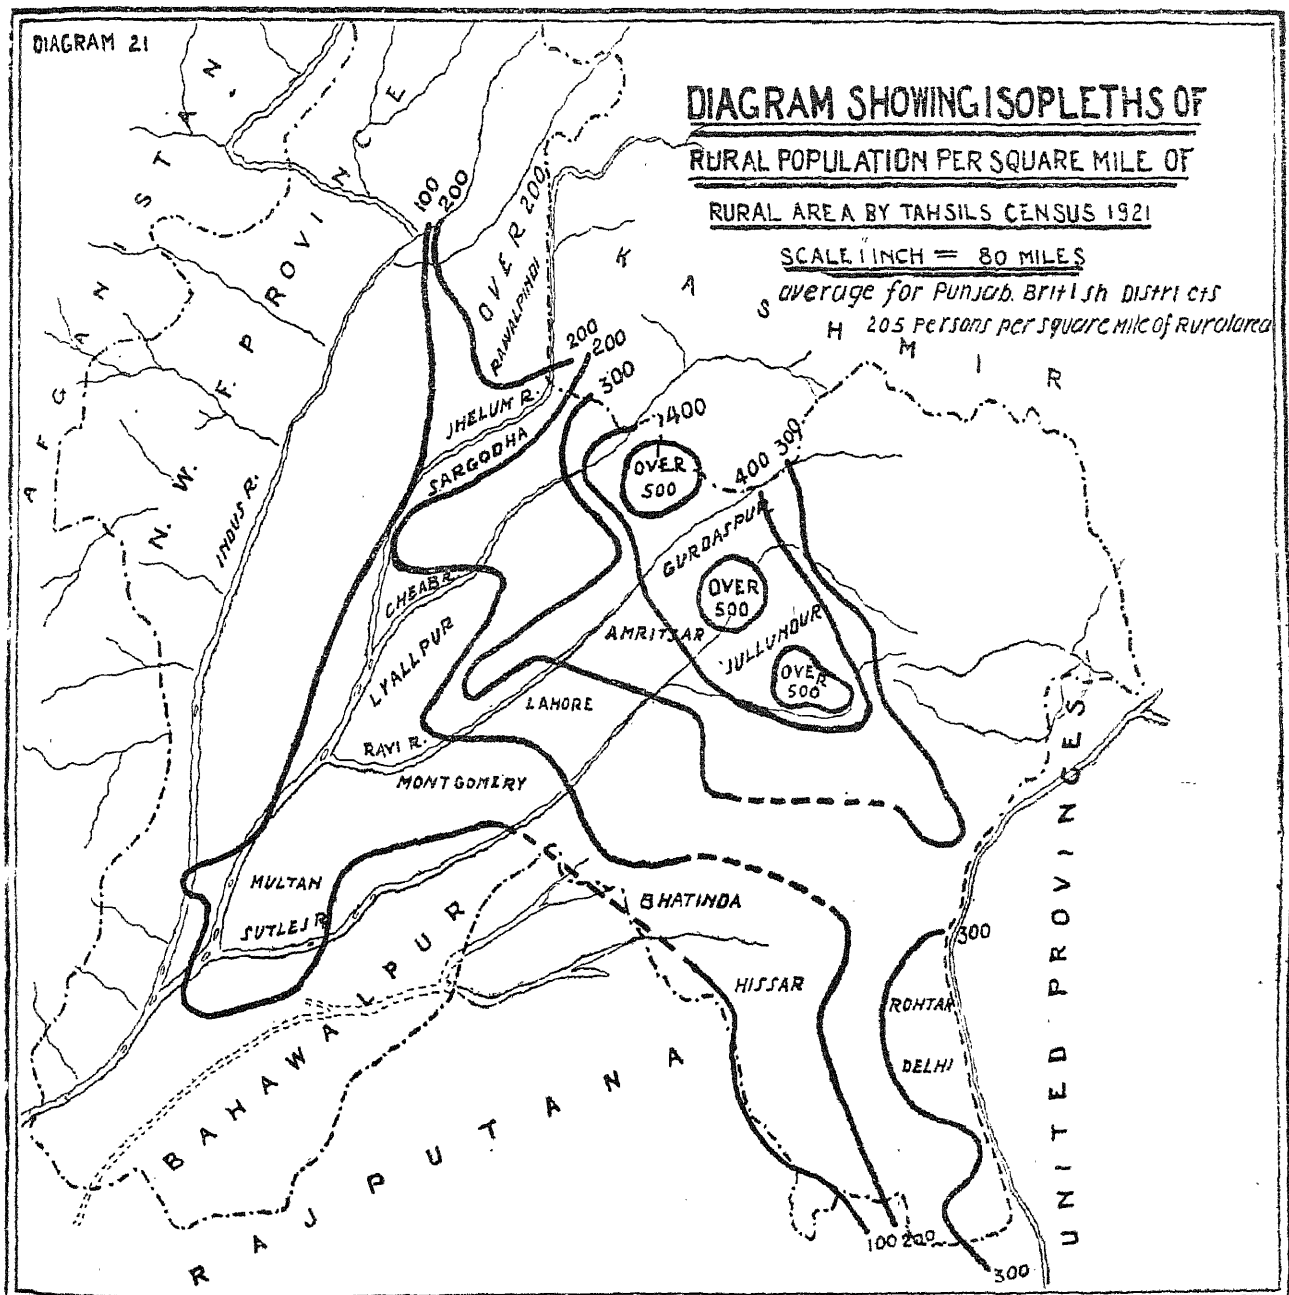 DIAGRAM 21
DIAGRAM SHOWING ISOPLETHS OF
RURAL POPULATION PER SQUARE MILE OF
RURAL AREA BY TAHSILS CENSUS 1921
SCALE 1 INCH = 80 MILES
average for Punjab. British Districts
205 Persons per square Mile of Ruralarea
AFGANISTAN
N. W. F. PROVINCE
KASHMIR
100
200
OVER 200
RAWALPINDI
200
200
300
400
JHELUM R.
SARGODHA
OVER
500
400
300
INDUS R.
GURDASPUR
CHEAB R.
OVER
500
AMRITSAR
JULLUNDUR
LYALLPUR
OVER
500
LAHORE
RAVI R.
MONTGOMERY
MULTAN
SUTLEJ R
BHATINDA
HISSAR
300
ROHTAK
DELHI
BAHAWALPUR
RAJPUTANA
UNITED PROVINCES
100
200
300